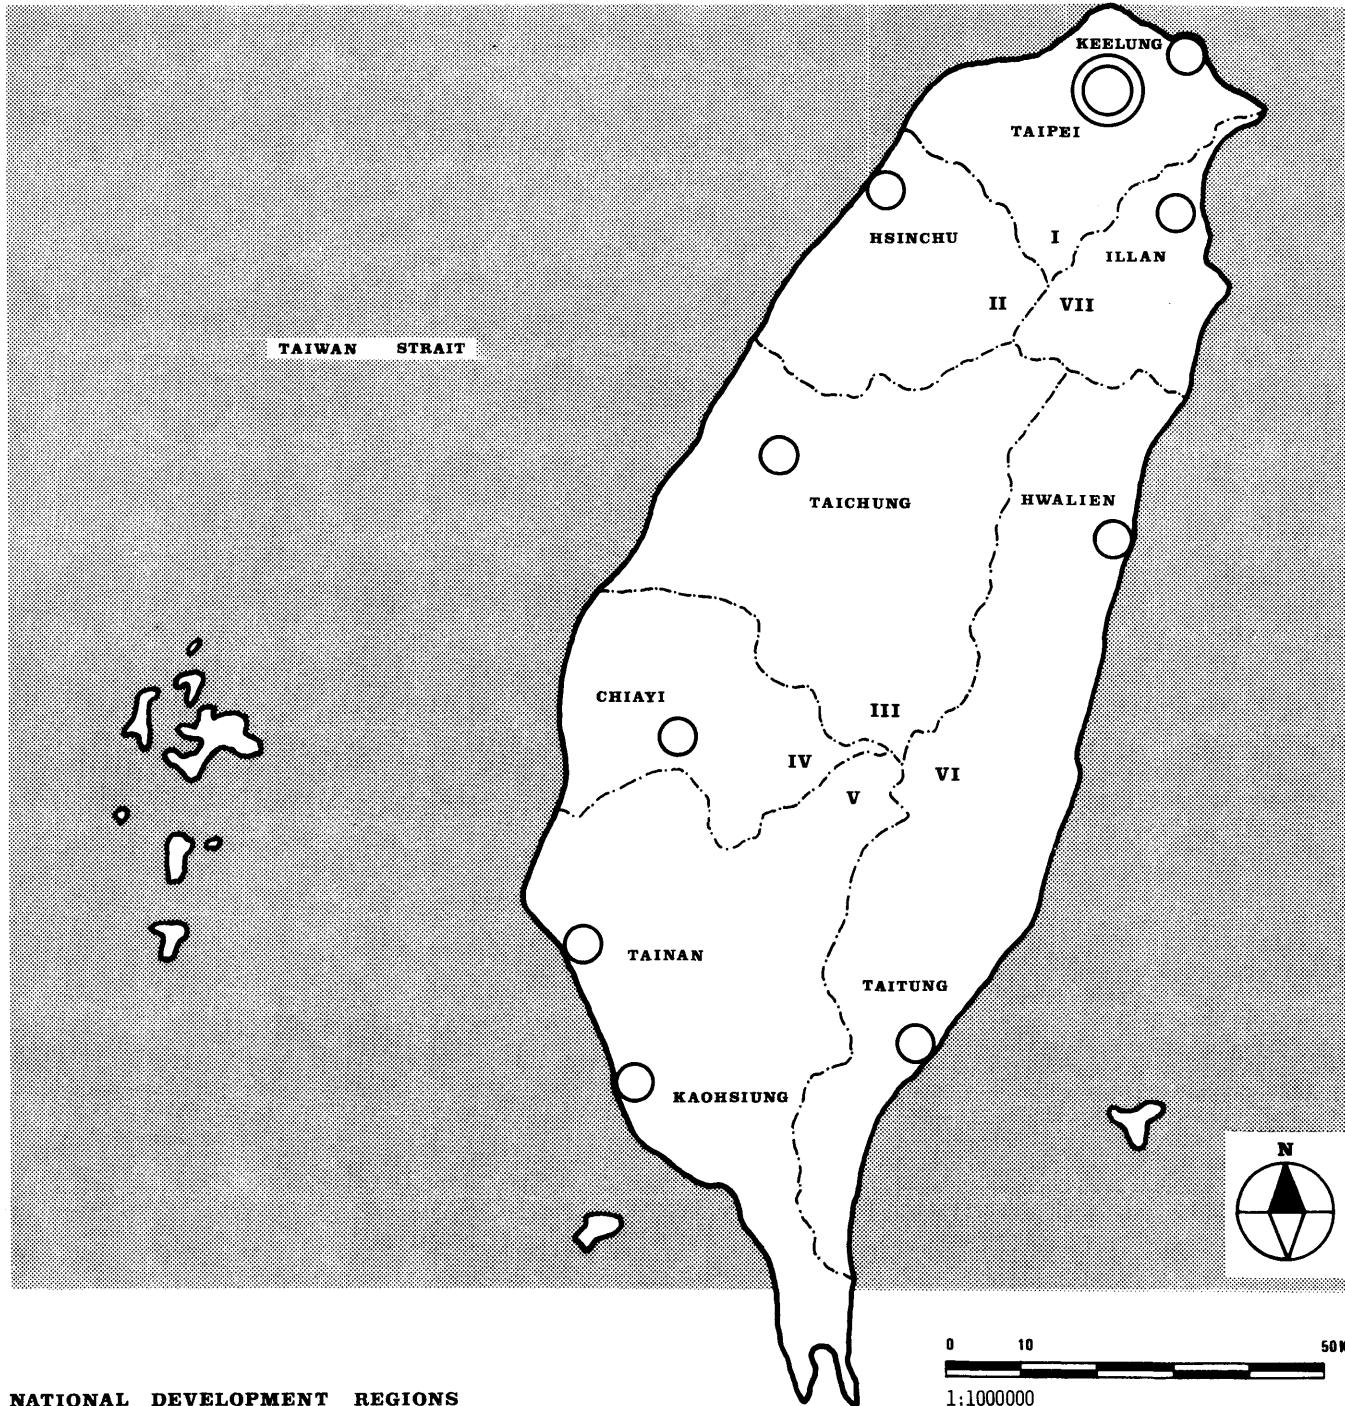 KEELUNG
TAIPEI
HSINCHU
I
ILLAN
II
VII
TAIWAN STRAIT
TAICHUNG
HWALIEN
CHIAYI
III
IV
VI
V
TAINAN
TAITUNG
KAOHSIUNG
N
0 10 50K
1:1000000
NATIONAL DEVELOPMENT REGIONS